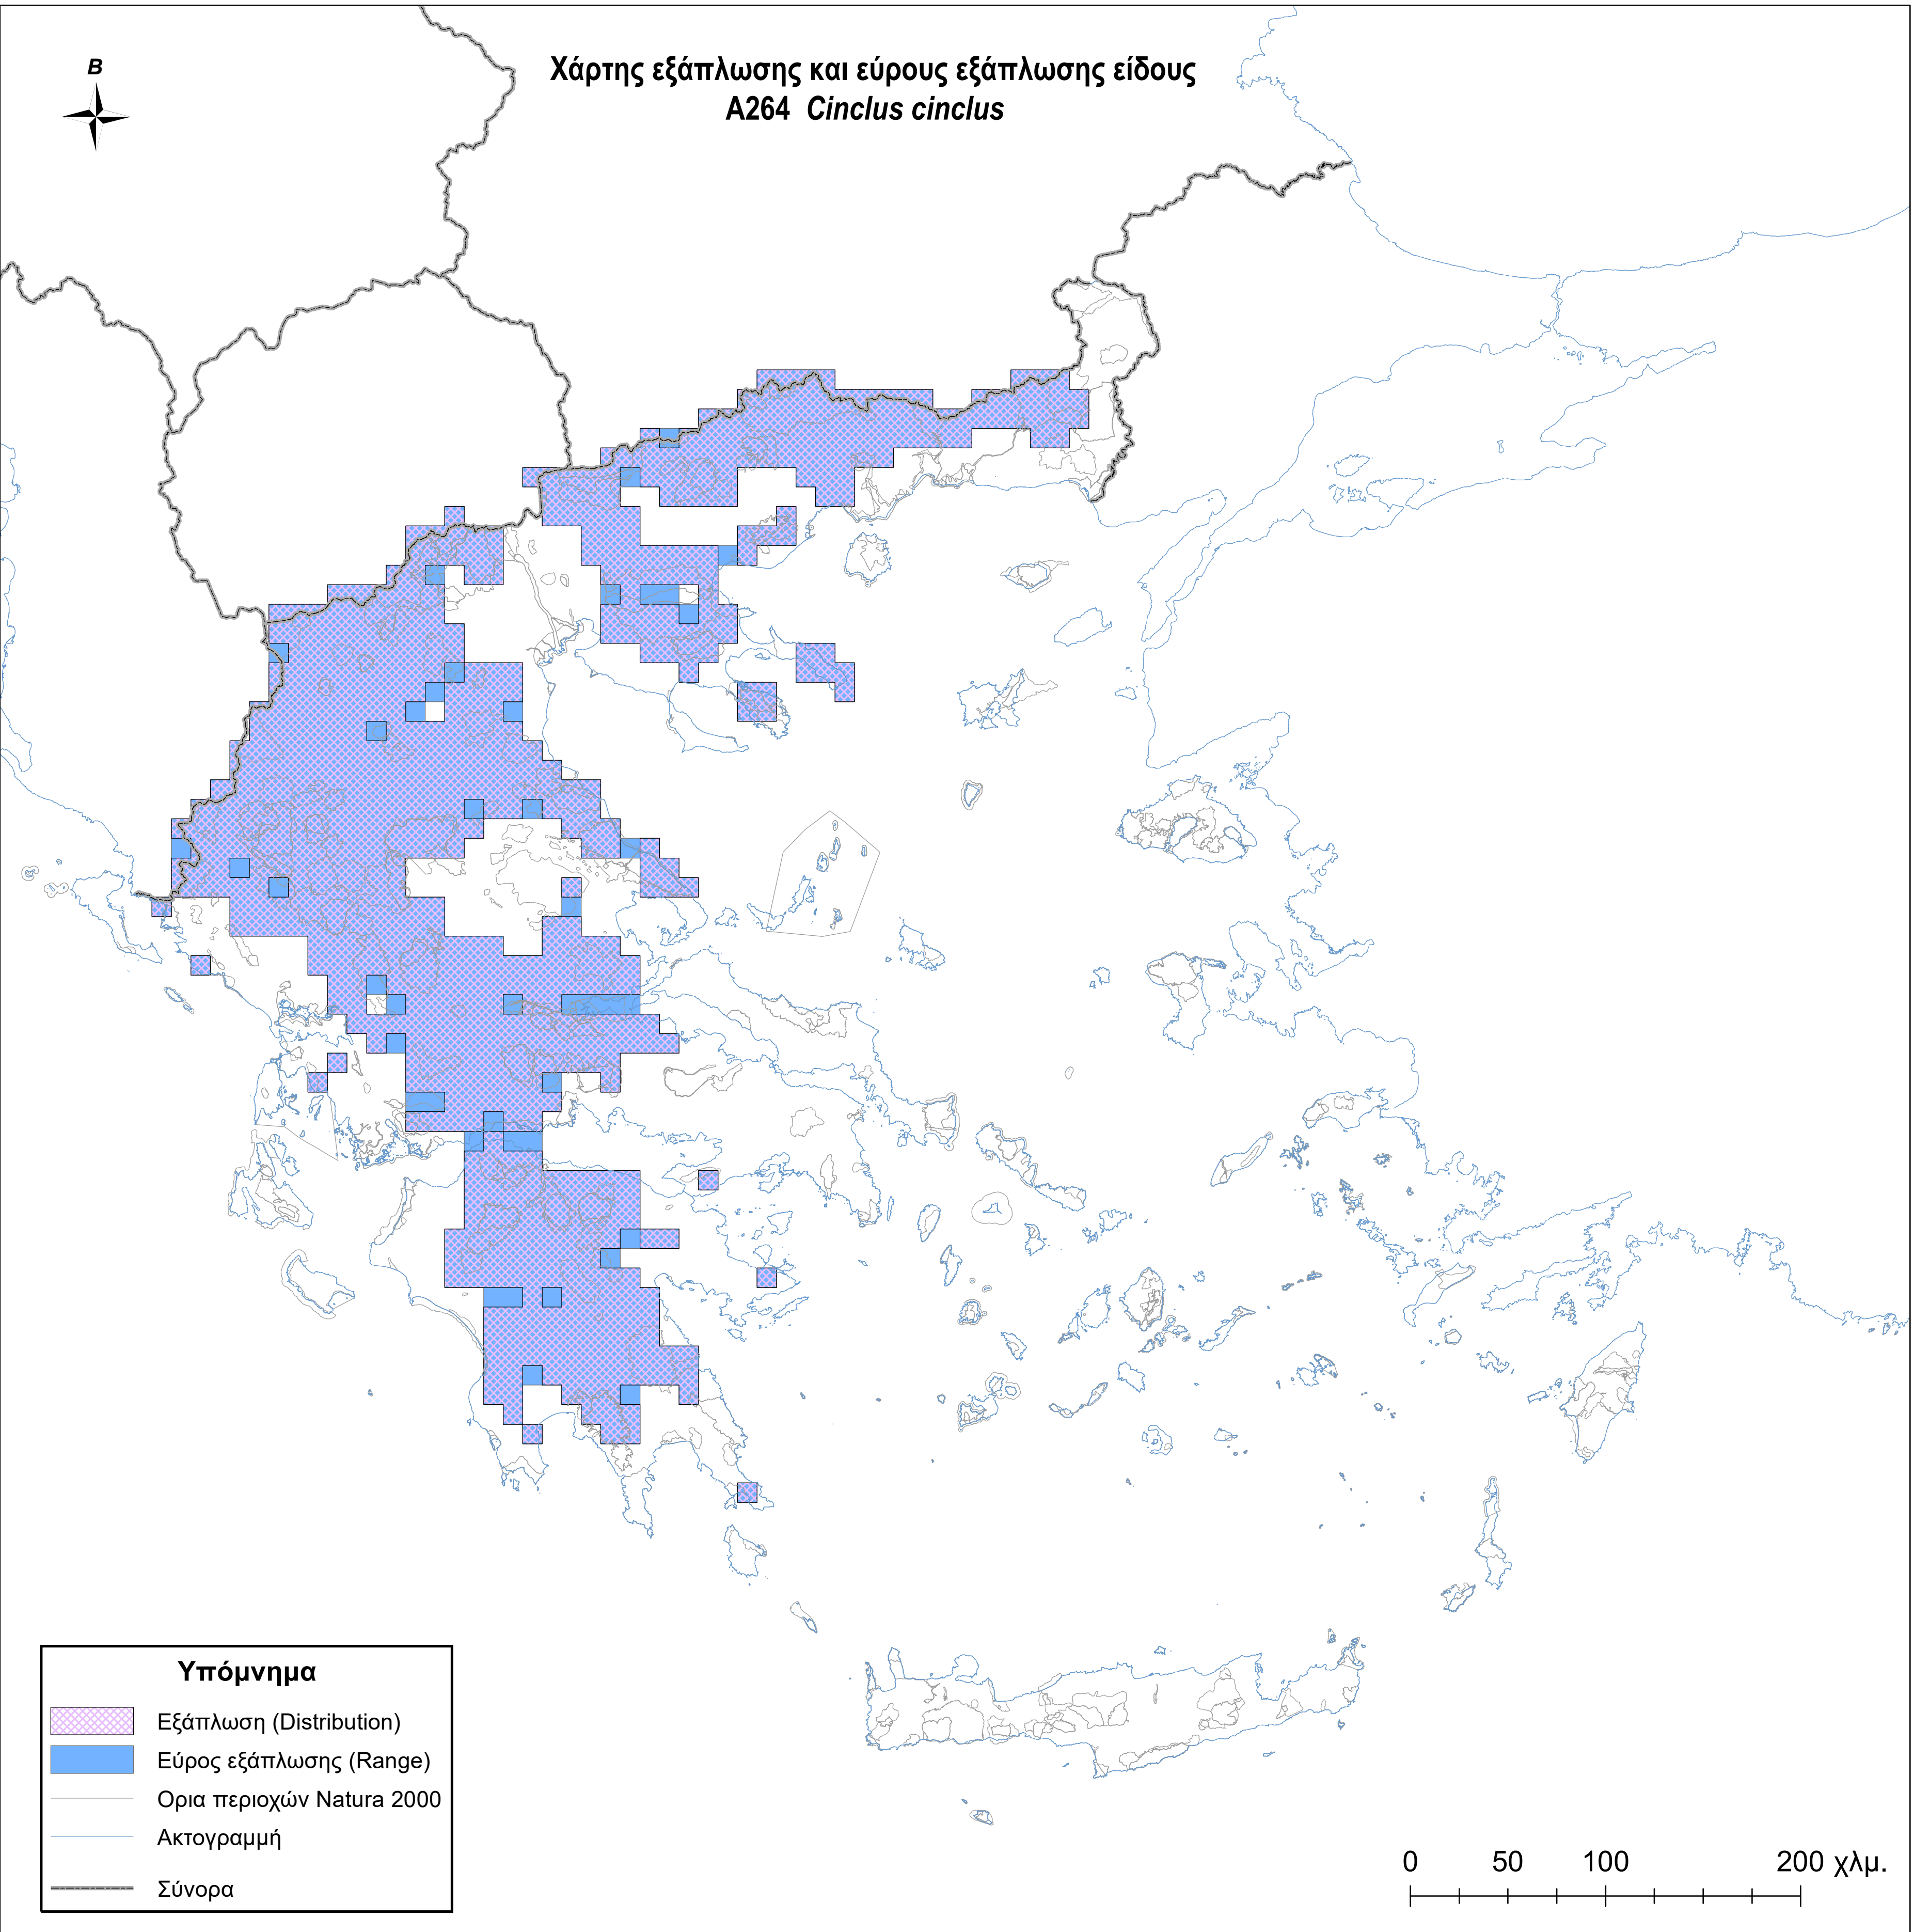 Χάρτης εξάπλωσης και εύρους εξάπλωσης είδους
A264 Cinclus cinclus
Β
Υπόμνημα
Εξάπλωση (Distribution)
Εύρος εξάπλωσης (Range)
Ορια περιοχών Natura 2000
Ακτογραμμή
Σύνορα
0 50 100 200 χλμ.